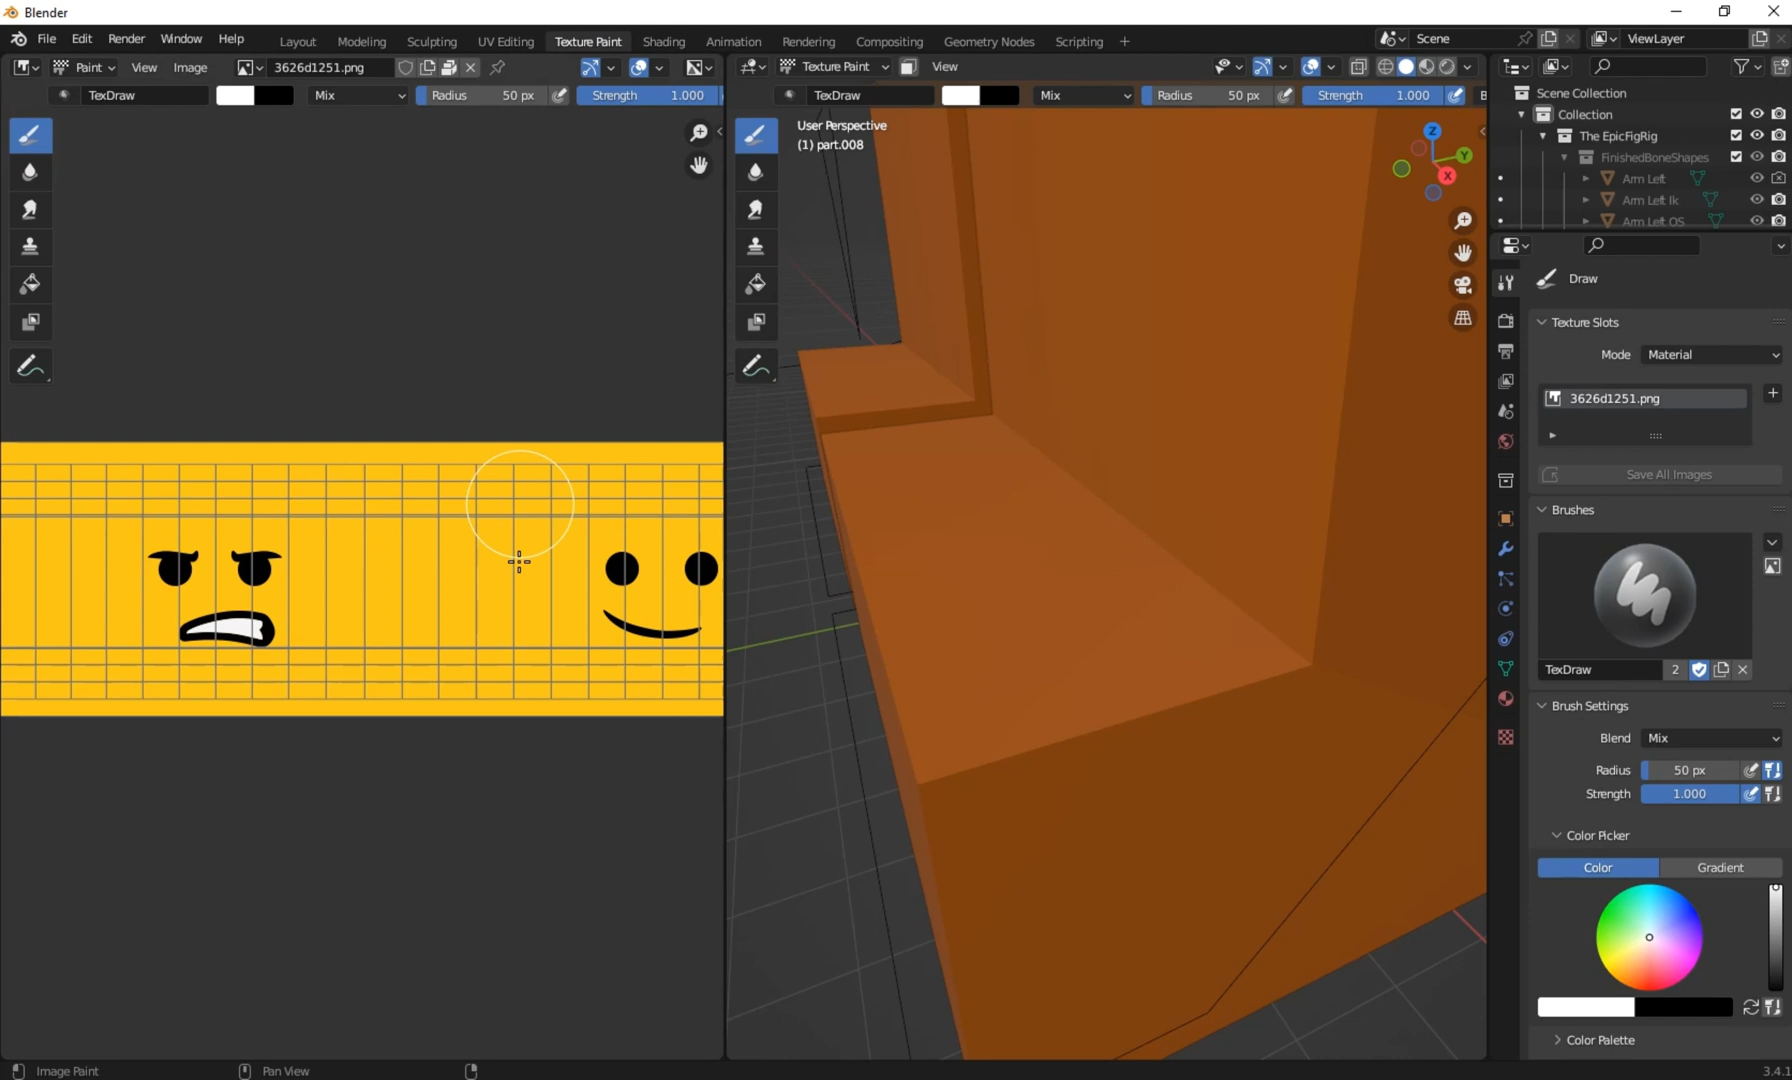 Blender
File Edit Render Window Help Layout Modeling Sculpting UV Editing Texture Paint Shading Animation Rendering Compositing Geometry Nodes Scripting + Scene ViewLayer
Paint View Image 3626d1251.png Texture Paint View
TexDraw Mix Radius 50 px Strength 1.000 TexDraw Mix Radius 50 px Strength 1.000 B
User Perspective
(1) part.008
Z
Y
X
Scene Collection
Collection
The EpicFigRig
FinishedBoneShapes
Arm Left
Arm Left Ik
Arm Left OS
Draw
Texture Slots
Mode Material
3626d1251.png
Save All Images
Brushes
TexDraw 2
Brush Settings
Blend Mix
Radius 50 px
Strength 1.000
Color Picker
Color Gradient
Color Palette
Image Paint Pan View 3.4.1